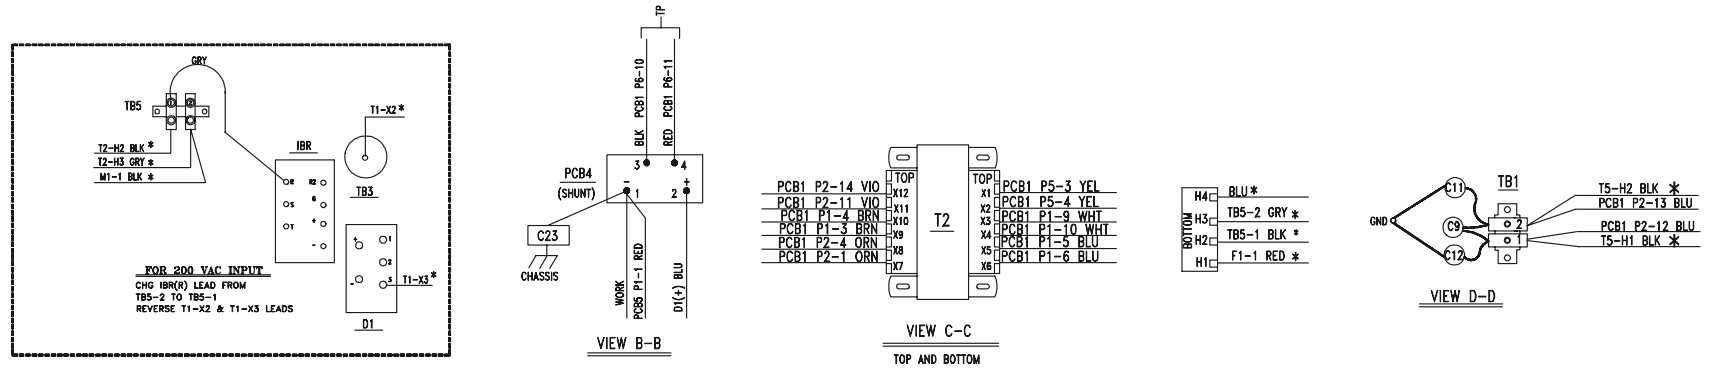 GRY
TB5
1 2
T2-H2 BLK *
T2-H3 GRY *
M1-1 BLK *
T1-X2 *
IBR
TB3
R R2
S 6
T +
-
+ 1
2
- 3
T1-X3 *
D1
FOR 200 VAC INPUT
CHG IBR(R) LEAD FROM
TB5-2 TO TB5-1
REVERSE T1-X2 & T1-X3 LEADS
TP
BLK PCB1 P6-10
RED PCB1 P6-11
PCB4
(SHUNT)
3 4
- +
1 2
C23
CHASSIS
WORK
PCB5 P1-1 RED
D1(+) BLU
VIEW B-B
TOP TOP
T2
PCB1 P2-14 VIO X12
PCB1 P2-11 VIO X11
PCB1 P1-4 BRN X10
PCB1 P1-3 BRN X9
PCB1 P2-4 ORN X8
PCB1 P2-1 ORN X7
X1 PCB1 P5-3 YEL
X2 PCB1 P5-4 YEL
X3 PCB1 P1-9 WHT
X4 PCB1 P1-10 WHT
X5 PCB1 P1-5 BLU
X6 PCB1 P1-6 BLU
VIEW C-C
TOP AND BOTTOM
BOTTOM
H4 BLU *
H3 TB5-2 GRY *
H2 TB5-1 BLK *
H1 F1-1 RED *
GND
C11
C9
C12
TB1
2
1
T5-H2 BLK *
PCB1 P2-13 BLU
PCB1 P2-12 BLU
T5-H1 BLK *
VIEW D-D